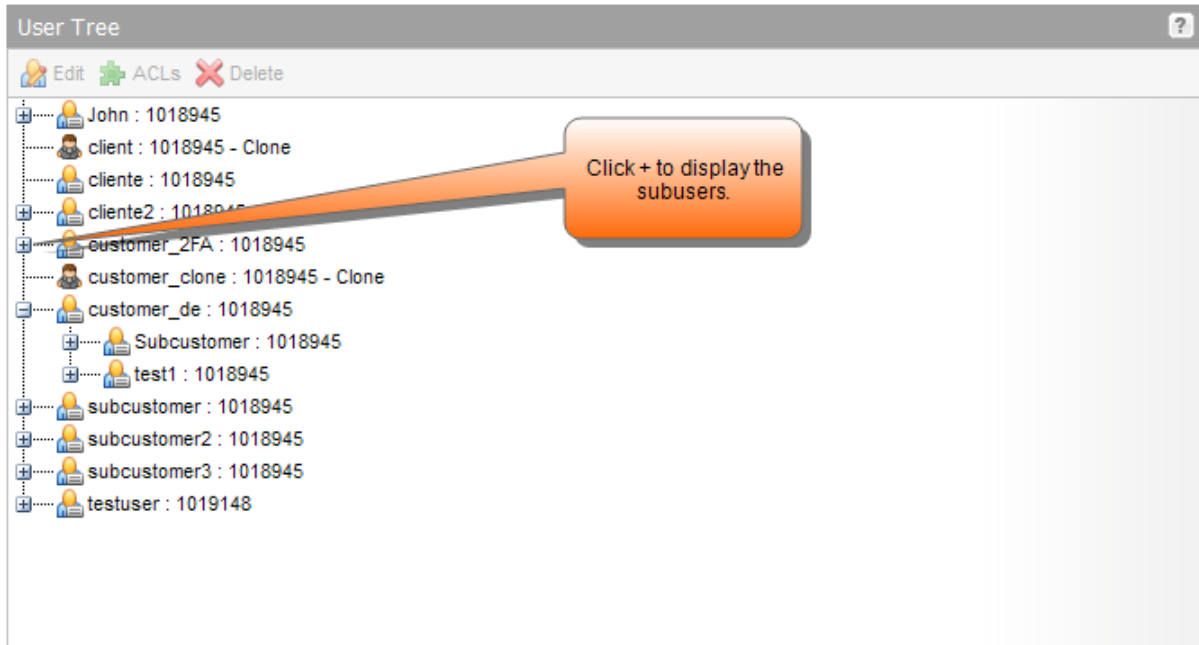 User Tree
?
Edit ACLs Delete
John : 1018945
client : 1018945 - Clone
cliente : 1018945
cliente2 : 1018945
customer_2FA : 1018945
customer_clone : 1018945 - Clone
customer_de : 1018945
Subcustomer : 1018945
test1 : 1018945
subcustomer : 1018945
subcustomer2 : 1018945
subcustomer3 : 1018945
testuser : 1019148
Click + to display the
subusers.